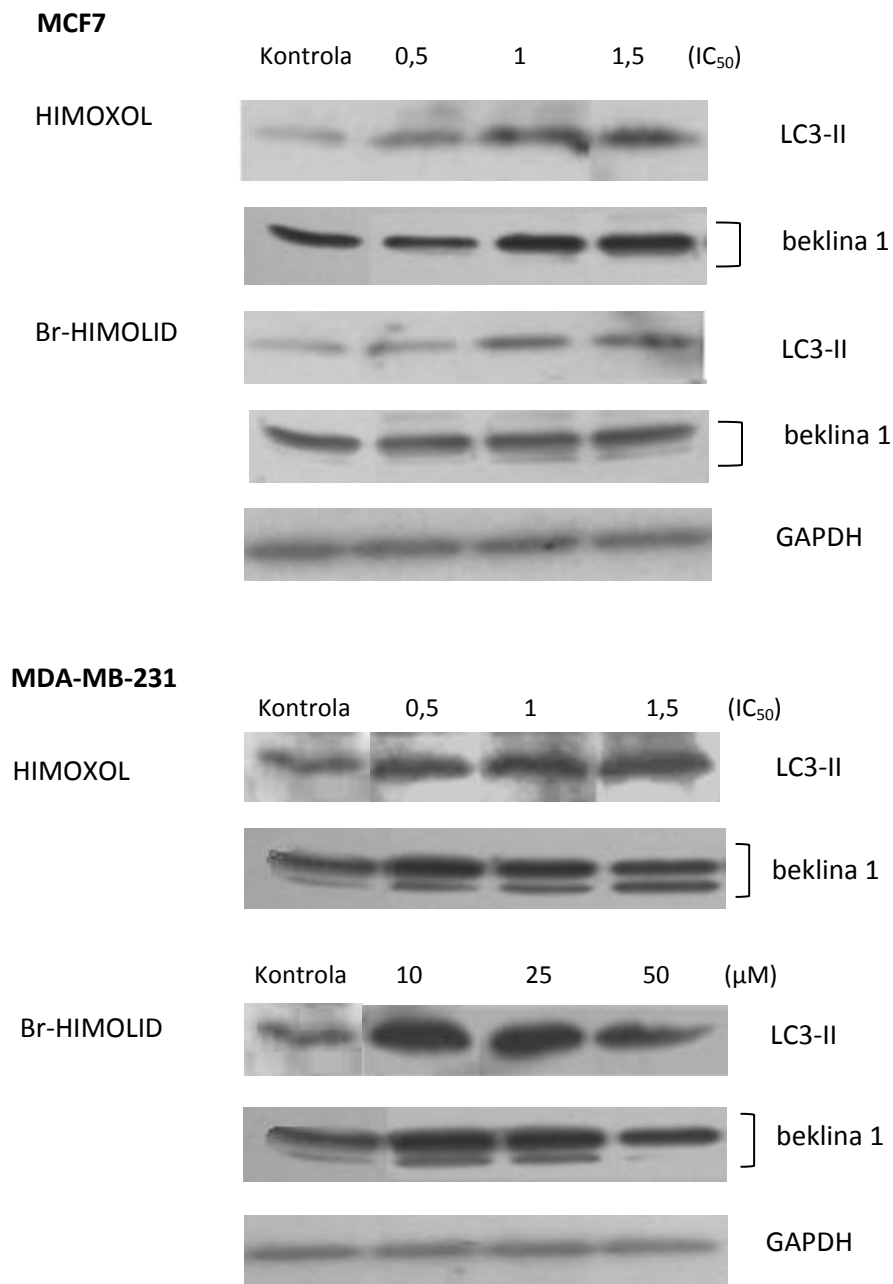 MCF7
Kontrola 0,5 1 1,5 (IC₅₀)
HIMOXOL LC3-II
beklina 1
Br-HIMOLID LC3-II
beklina 1
GAPDH
MDA-MB-231
Kontrola 0,5 1 1,5 (IC₅₀)
HIMOXOL LC3-II
beklina 1
Kontrola 10 25 50 (µM)
Br-HIMOLID LC3-II
beklina 1
GAPDH